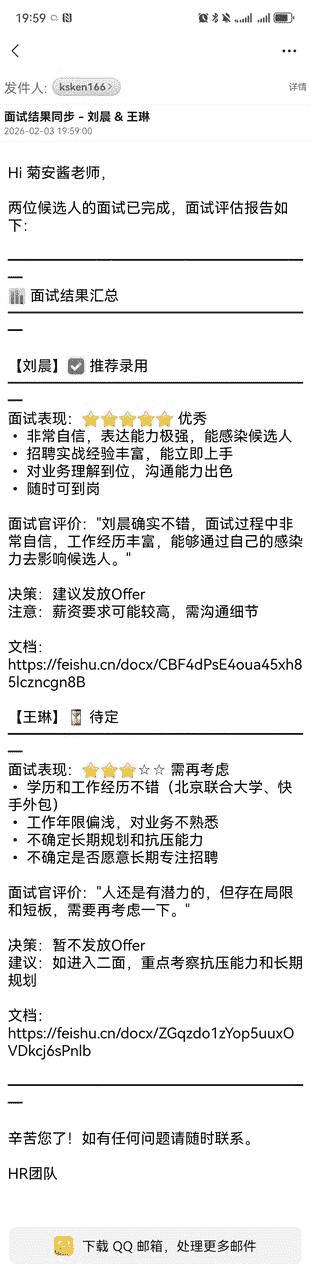 19:59
发件人: ksken166
详情
面试结果同步 - 刘晨 & 王琳
2026-02-03 19:59:00
Hi 菊安酱老师，
两位候选人的面试已完成，面试评估报告如
下：
面试结果汇总
【刘晨】✅ 推荐录用
面试表现：⭐⭐⭐⭐⭐ 优秀
• 非常自信，表达能力极强，能感染候选人
• 招聘实战经验丰富，能立即上手
• 对业务理解到位，沟通能力出色
• 随时可到岗
面试官评价："刘晨确实不错，面试过程中非
常自信，工作经历丰富，能够通过自己的感染
力去影响候选人。"
决策：建议发放Offer
注意：薪资要求可能较高，需沟通细节
文档：
https://feishu.cn/docx/CBF4dPsE4oua45xh8
5lczncgn8B
【王琳】⏳ 待定
面试表现：⭐⭐⭐☆☆ 需再考虑
• 学历和工作经历不错（北京联合大学、快
手外包）
• 工作年限偏浅，对业务不熟悉
• 不确定长期规划和抗压能力
• 不确定是否愿意长期专注招聘
面试官评价："人还是有潜力的，但存在局限
和短板，需要再考虑一下。"
决策：暂不发放Offer
建议：如进入二面，重点考察抗压能力和长期
规划
文档：
https://feishu.cn/docx/ZGqzdo1zYop5uuxO
VDkcj6sPnlb
辛苦您了！如有任何问题请随时联系。
HR团队
下载 QQ 邮箱，处理更多邮件